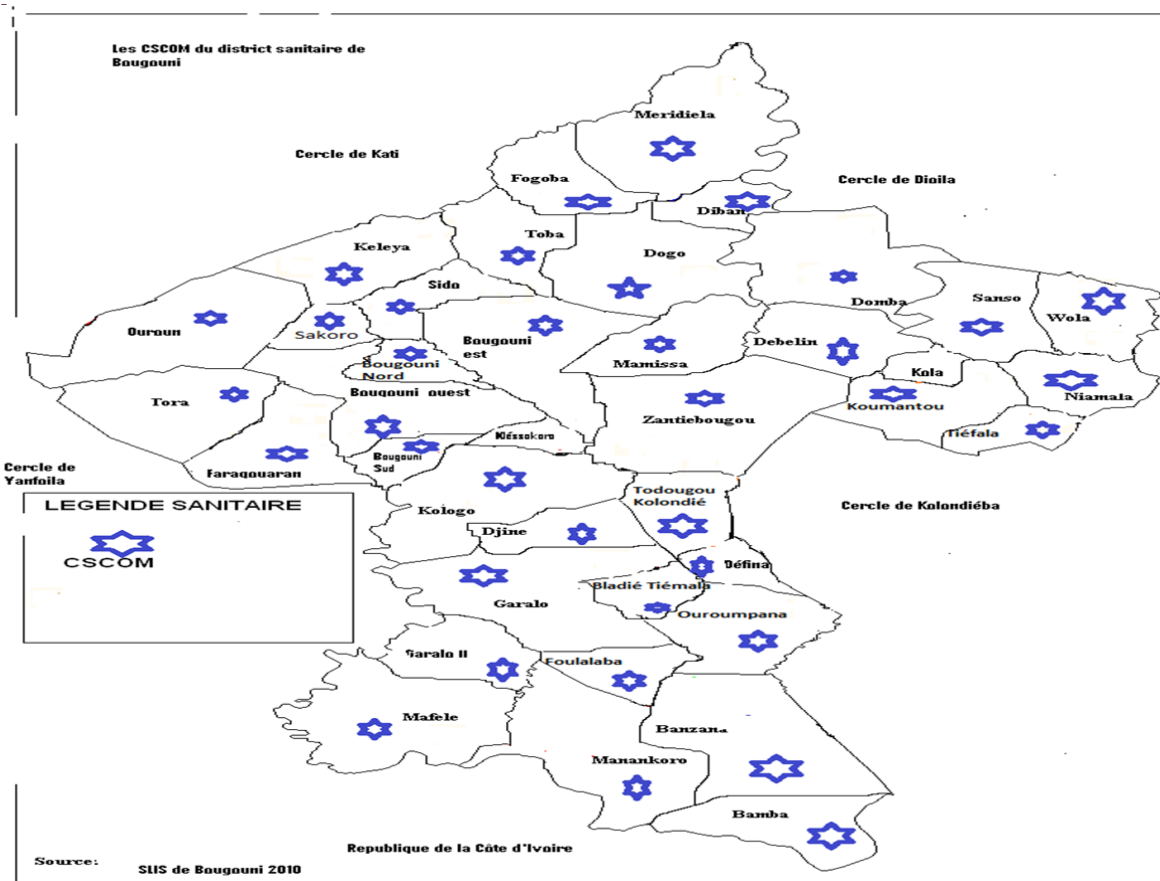 Les CSCOM du district sanitaire de
Bougouni
Meridiela
Cercle de Kati
Fogoba
Cercle de Dioila
Diban
Toba
Keleya
Dogo
Sido
Domba
Sanso
Wola
Ouroun
Sakoro
Bougouni
est
Debelin
Mamissa
Bougouni
Nord
Kola
Bougouni ouest
Niamala
Tora
Koumantou
Zantiebougou
Tiéfala
Kléssokoro
Bougouni
Sud
Faragouaran
Cercle de
Yanfoila
LEGENDE SANITAIRE
CSCOM
Todougou
Kolondié
Cercle de Kolondiéba
Kologo
Djine
Défina
Bladié Tiémala
Garalo
Ouroumpana
Garalo II
Foulalaba
Mafele
Banzana
Manankoro
Bamba
Republique de la Côte d'Ivoire
Source:
SLIS de Bougouni 2010